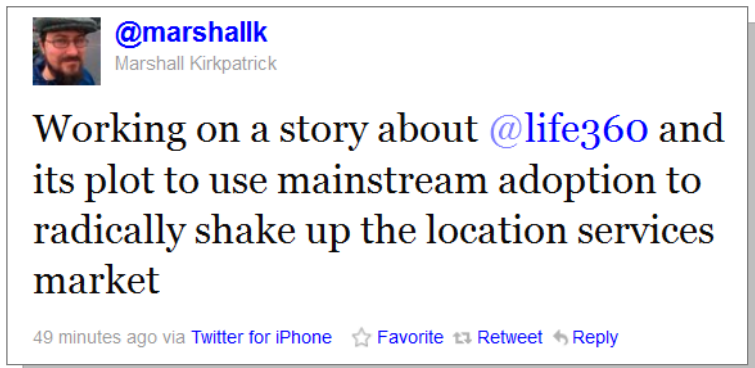 @marshallk
Marshall Kirkpatrick
Working on a story about @life360 and
its plot to use mainstream adoption to
radically shake up the location services
market
49 minutes ago via Twitter for iPhone Favorite Retweet Reply